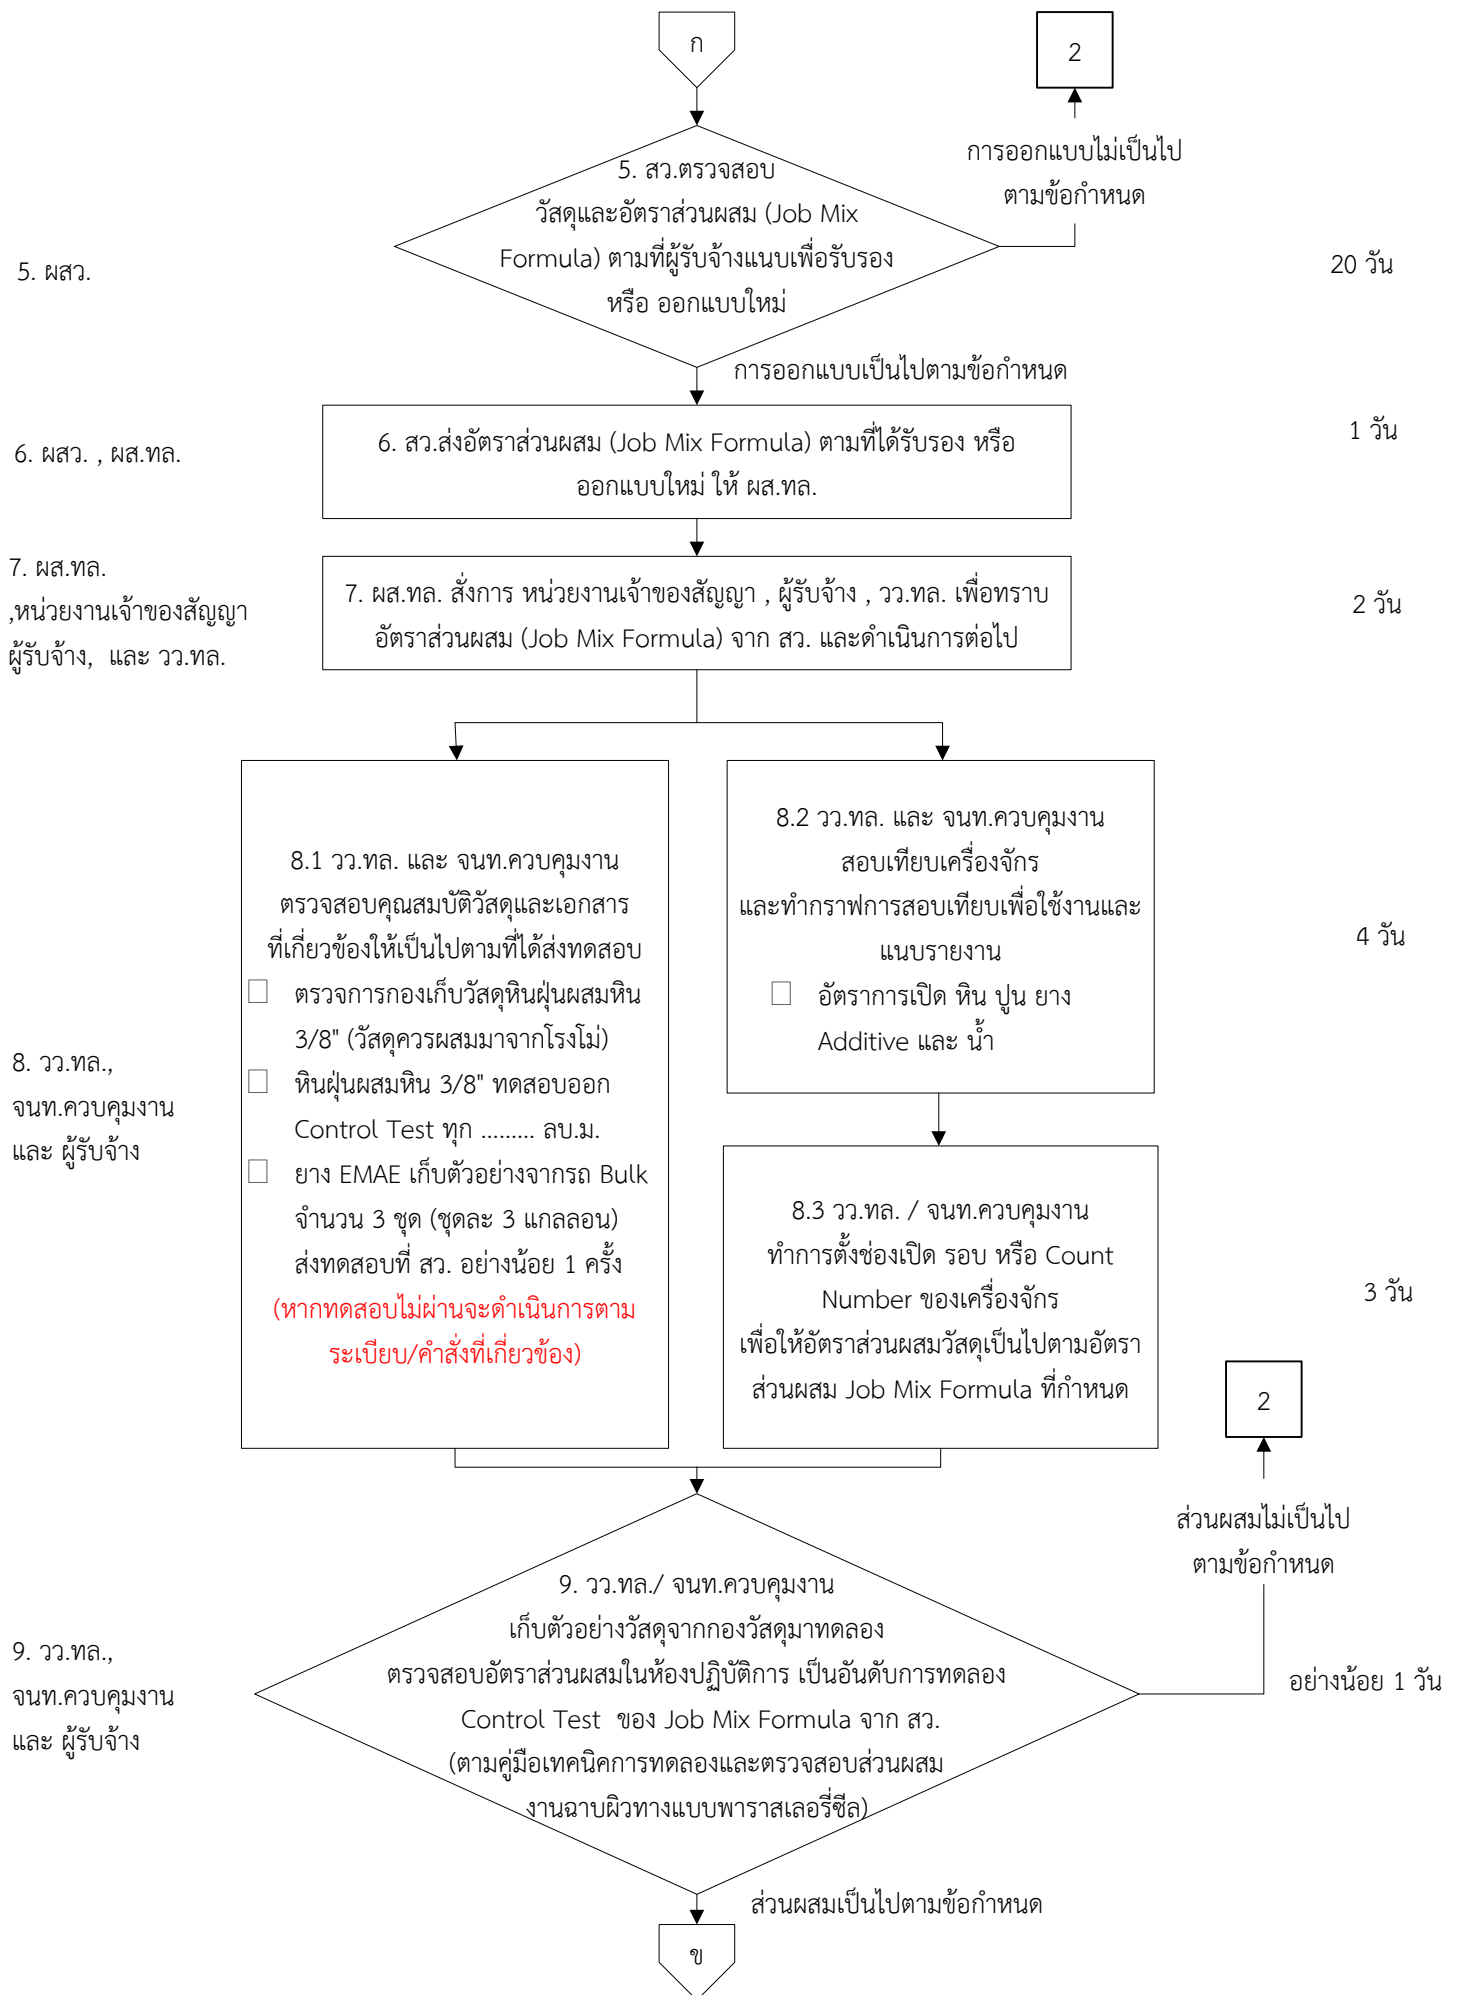 ก
2
การออกแบบไม่เป็นไป
ตามข้อกำหนด
5. สว.ตรวจสอบ
วัสดุและอัตราส่วนผสม (Job Mix
Formula) ตามที่ผู้รับจ้างแนบเพื่อรับรอง
หรือ ออกแบบใหม่
5. ผสว.
20 วัน
การออกแบบเป็นไปตามข้อกำหนด
6. ผสว. , ผส.ทล.
6. สว.ส่งอัตราส่วนผสม (Job Mix Formula) ตามที่ได้รับรอง หรือ
ออกแบบใหม่ ให้ ผส.ทล.
1 วัน
7. ผส.ทล.
,หน่วยงานเจ้าของสัญญา
ผู้รับจ้าง, และ วว.ทล.
7. ผส.ทล. สั่งการ หน่วยงานเจ้าของสัญญา , ผู้รับจ้าง , วว.ทล. เพื่อทราบ
อัตราส่วนผสม (Job Mix Formula) จาก สว. และดำเนินการต่อไป
2 วัน
8. วว.ทล.,
จนท.ควบคุมงาน
และ ผู้รับจ้าง
8.1 วว.ทล. และ จนท.ควบคุมงาน
ตรวจสอบคุณสมบัติวัสดุและเอกสาร
ที่เกี่ยวข้องให้เป็นไปตามที่ได้ส่งทดสอบ
□ ตรวจการกองเก็บวัสดุหินฝุ่นผสมหิน
3/8" (วัสดุควรผสมมาจากโรงโม่)
□ หินฝุ่นผสมหิน 3/8" ทดสอบออก
Control Test ทุก ......... ลบ.ม.
□ ยาง EMAE เก็บตัวอย่างจากรถ Bulk
จำนวน 3 ชุด (ชุดละ 3 แกลลอน)
ส่งทดสอบที่ สว. อย่างน้อย 1 ครั้ง
(หากทดสอบไม่ผ่านจะดำเนินการตาม
ระเบียบ/คำสั่งที่เกี่ยวข้อง)
8.2 วว.ทล. และ จนท.ควบคุมงาน
สอบเทียบเครื่องจักร
และทำกราฟการสอบเทียบเพื่อใช้งานและ
แนบรายงาน
□ อัตราการเปิด หิน ปูน ยาง
Additive และ น้ำ
4 วัน
8.3 วว.ทล. / จนท.ควบคุมงาน
ทำการตั้งช่องเปิด รอบ หรือ Count
Number ของเครื่องจักร
เพื่อให้อัตราส่วนผสมวัสดุเป็นไปตามอัตรา
ส่วนผสม Job Mix Formula ที่กำหนด
3 วัน
2
ส่วนผสมไม่เป็นไป
ตามข้อกำหนด
9. วว.ทล.,
จนท.ควบคุมงาน
และ ผู้รับจ้าง
9. วว.ทล./ จนท.ควบคุมงาน
เก็บตัวอย่างวัสดุจากกองวัสดุมาทดลอง
ตรวจสอบอัตราส่วนผสมในห้องปฏิบัติการ เป็นอันดับการทดลอง
Control Test ของ Job Mix Formula จาก สว.
(ตามคู่มือเทคนิคการทดลองและตรวจสอบส่วนผสม
งานฉาบผิวทางแบบพาราสเลอรี่ซีล)
อย่างน้อย 1 วัน
ส่วนผสมเป็นไปตามข้อกำหนด
ข